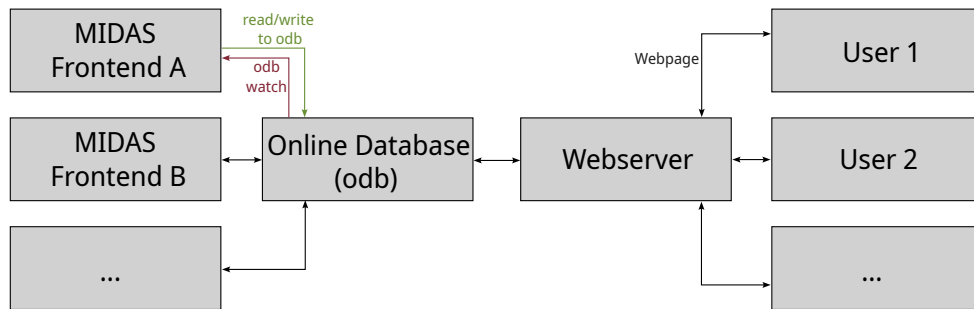 MIDAS
Frontend A
read/write
to odb
odb
watch
Webpage
User 1
MIDAS
Frontend B
Online Database
(odb)
Webserver
User 2
...
...